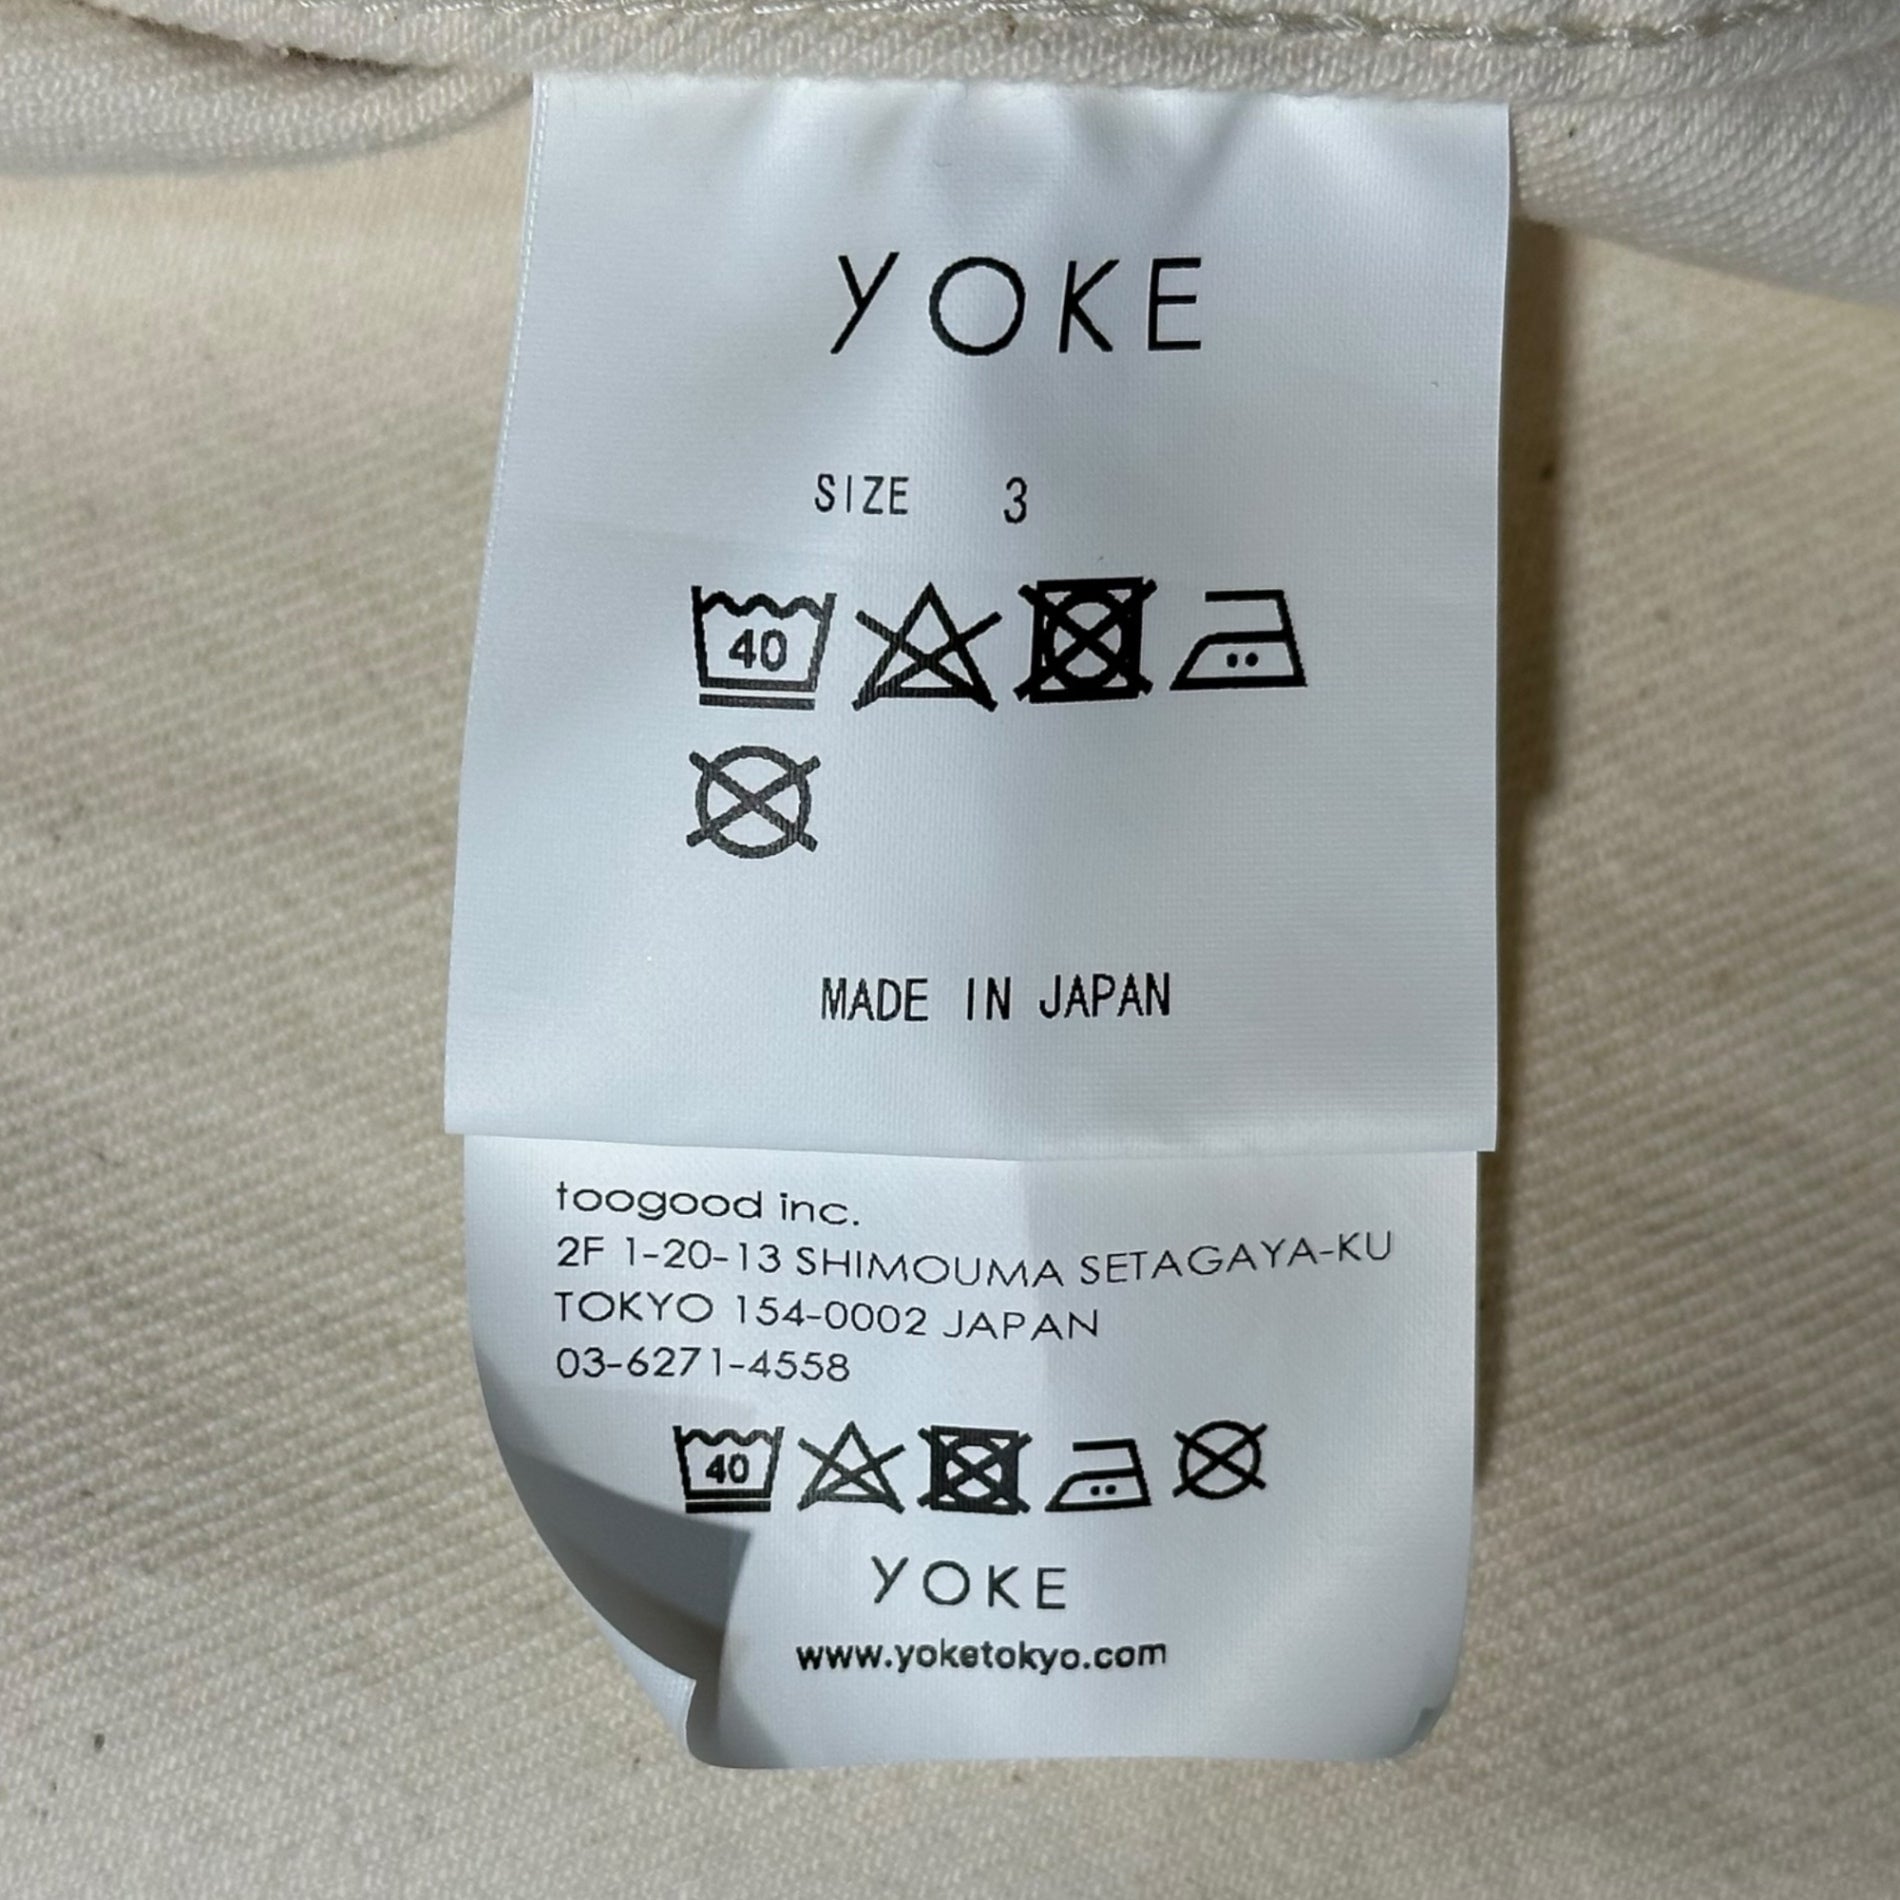 YOKE
SIZE 3
40
MADE IN JAPAN
toogood inc.
2F 1-20-13 SHIMOUMA SETAGAYA-KU
TOKYO 154-0002 JAPAN
03-6271-4558
40
YOKE
www.yoketokyo.com